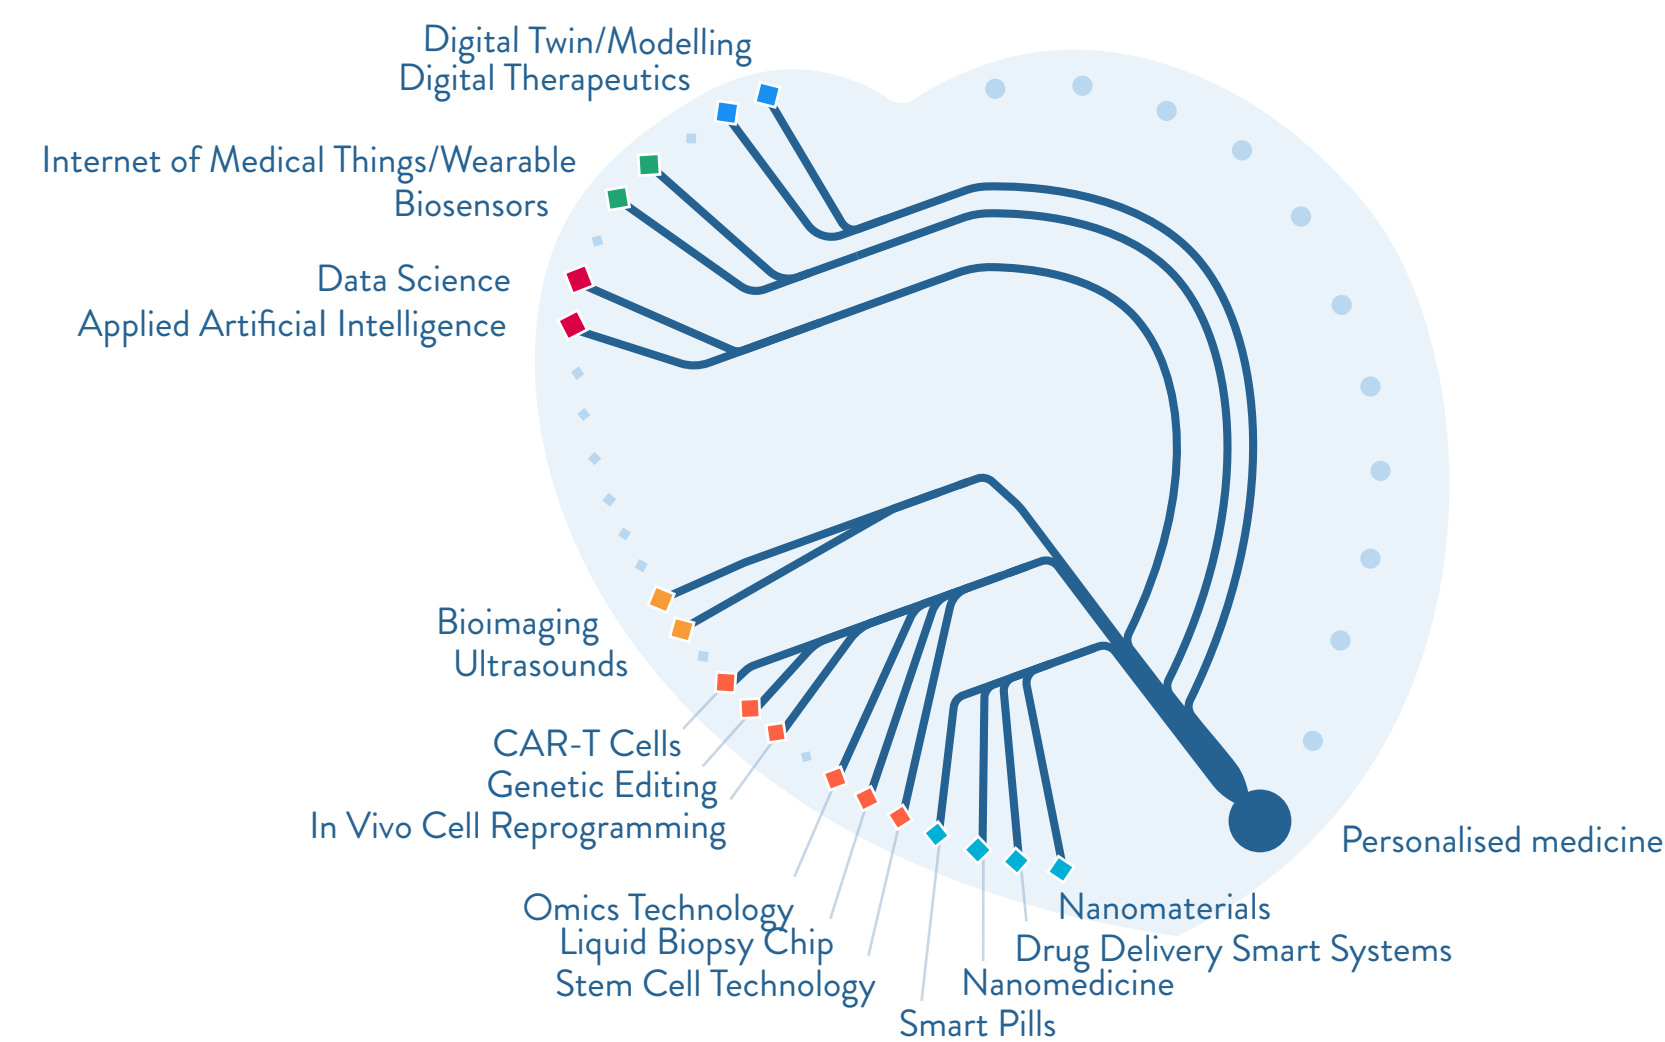 Digital Twin/Modelling
Digital Therapeutics
Internet of Medical Things/Wearable
Biosensors
Data Science
Applied Artificial Intelligence
Bioimaging
Ultrasounds
CAR-T Cells
Genetic Editing
In Vivo Cell Reprogramming
Personalised medicine
Omics Technology
Liquid Biopsy Chip
Stem Cell Technology
Nanomaterials
Drug Delivery Smart Systems
Nanomedicine
Smart Pills